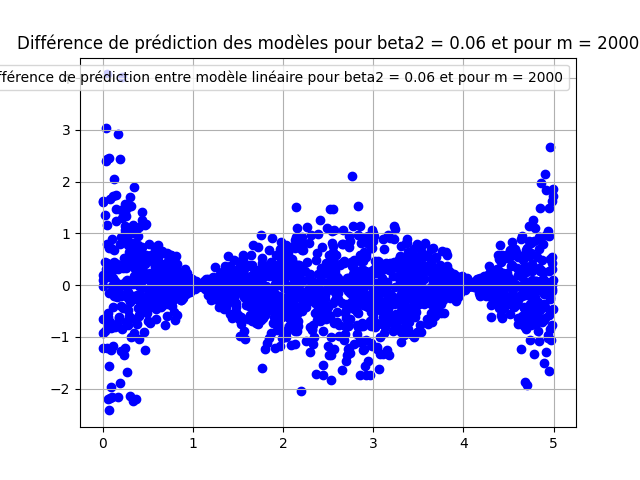 Différence de prédiction des modèles pour beta2 = 0.06 et pour m = 2000
fférence de prédiction entre modèle linéaire pour beta2 = 0.06 et pour m = 2000
3
2
1
0
−1
−2
0 1 2 3 4 5